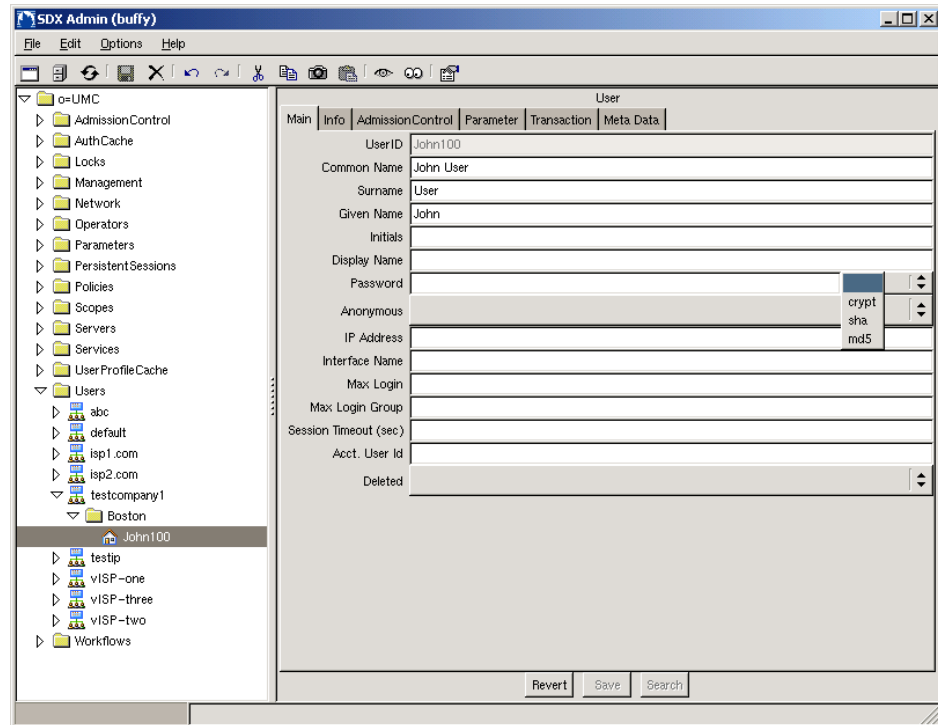 SDX Admin (buffy)
File Edit Options Help
o=UMC
AdmissionControl
AuthCache
Locks
Management
Network
Operators
Parameters
PersistentSessions
Policies
Scopes
Servers
Services
UserProfileCache
Users
abc
default
isp1.com
isp2.com
testcompany1
Boston
John100
testip
vISP-one
vISP-three
vISP-two
Workflows
User
Main Info AdmissionControl Parameter Transaction Meta Data
UserID John100
Common Name John User
Surname User
Given Name John
Initials
Display Name
Password
crypt
sha
md5
Anonymous
IP Address
Interface Name
Max Login
Max Login Group
Session Timeout (sec)
Acct. User Id
Deleted
Revert Save Search